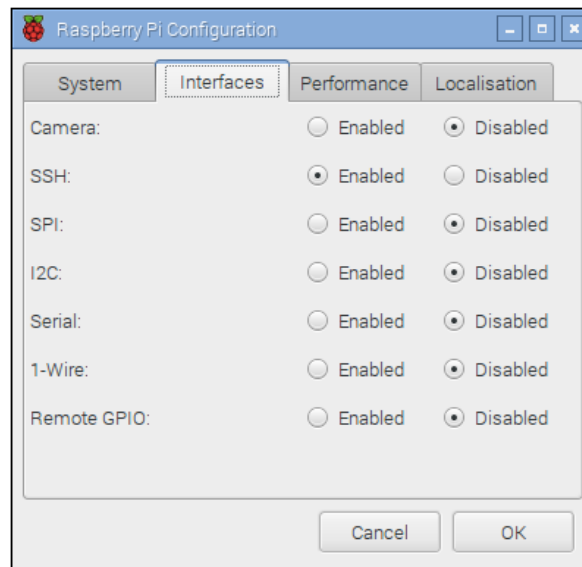 Raspberry Pi Configuration
System Interfaces Performance Localisation
Camera: Enabled Disabled
SSH: Enabled Disabled
SPI: Enabled Disabled
I2C: Enabled Disabled
Serial: Enabled Disabled
1-Wire: Enabled Disabled
Remote GPIO: Enabled Disabled
Cancel OK